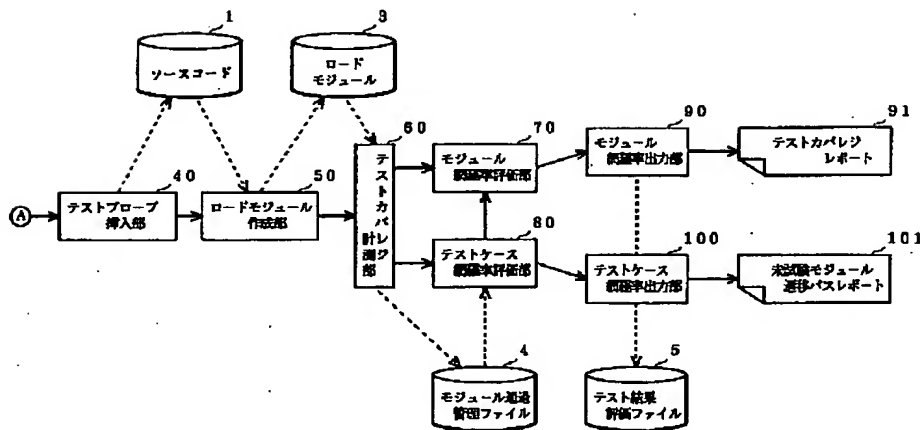 1
ソースコード
3
ロード
モジュール
A
40
テストプローブ
挿入部
50
ロードモジュール
作成部
60
テストカバレジ
計測部
70
モジュール
網羅率評価部
80
テストケース
網羅率評価部
90
モジュール
網羅率出力部
91
テストカバレジ
レポート
100
テストケース
網羅率出力部
101
未試験モジュール
遷移パスレポート
4
モジュール通過
管理ファイル
5
テスト結果
評価ファイル